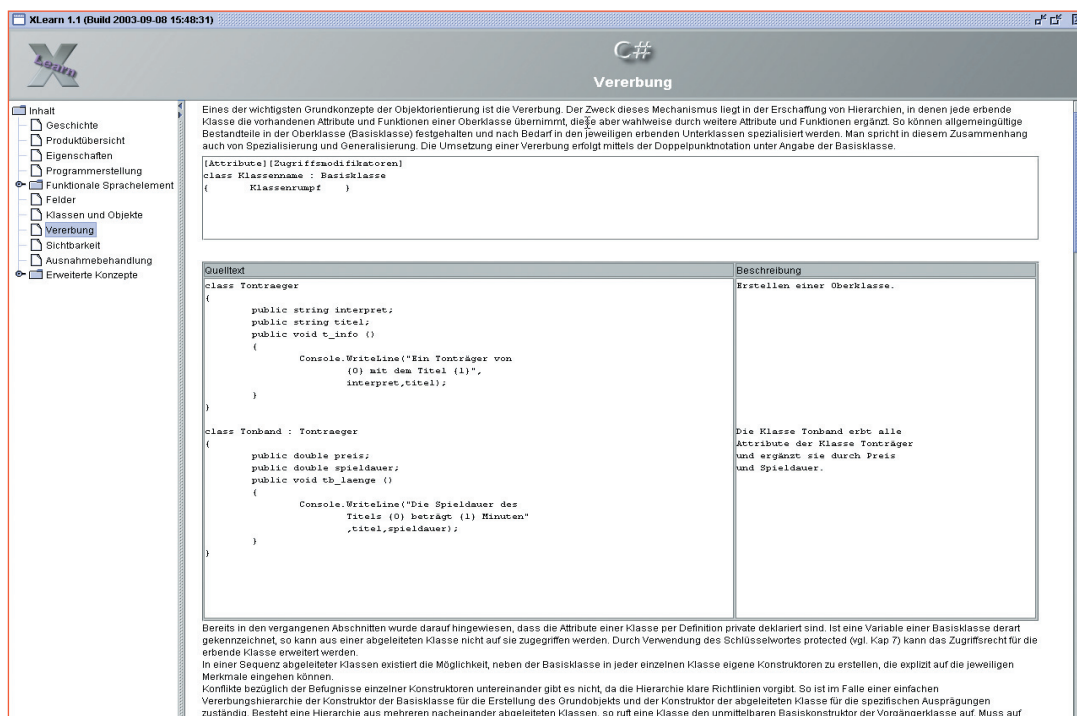 XLearn 1.1 (Build 2003-09-08 15:48:31)
X Learn
C#
Vererbung
Inhalt
Geschichte
Produktübersicht
Eigenschaften
Programmerstellung
Funktionale Sprachelement
Felder
Klassen und Objekte
Vererbung
Sichtbarkeit
Ausnahmebehandlung
Erweiterte Konzepte
Eines der wichtigsten Grundkonzepte der Objektorientierung ist die Vererbung. Der Zweck dieses Mechanismus liegt in der Erschaffung von Hierarchien, in denen jede erbende
Klasse die vorhandenen Attribute und Funktionen einer Oberklasse übernimmt, diese aber wahlweise durch weitere Attribute und Funktionen ergänzt. So können allgemeingültige
Bestandteile in der Oberklasse (Basisklasse) festgehalten und nach Bedarf in den jeweiligen erbenden Unterklassen spezialisiert werden. Man spricht in diesem Zusammenhang
auch von Spezialisierung und Generalisierung. Die Umsetzung einer Vererbung erfolgt mittels der Doppelpunktnotation unter Angabe der Basisklasse.
[Attribute][Zugriffsmodifikatoren]
class Klassenname : Basisklasse
{ Klassenrumpf }
Quelltext
Beschreibung
class Tontraeger
{
public string interpret;
public string titel;
public void t_info ()
{
Console.WriteLine("Ein Tonträger von
{0} mit dem Titel {1}",
interpret,titel);
}
}
Erstellen einer Oberklasse.
class Tonband : Tontraeger
{
public double preis;
public double spieldauer;
public void tb_laenge ()
{
Console.WriteLine("Die Spieldauer des
Titels {0} beträgt {1} Minuten"
,titel,spieldauer);
}
}
Die Klasse Tonband erbt alle
Attribute der Klasse Tonträger
und ergänzt sie durch Preis
und Spieldauer.
Bereits in den vergangenen Abschnitten wurde darauf hingewiesen, dass die Attribute einer Klasse per Definition private deklariert sind. Ist eine Variable einer Basisklasse derart
gekennzeichnet, so kann aus einer abgeleiteten Klasse nicht auf sie zugegriffen werden. Durch Verwendung des Schlüsselwortes protected (vgl. Kap 7) kann das Zugriffsrecht für die
erbende Klasse erweitert werden.
In einer Sequenz abgeleiteter Klassen existiert die Möglichkeit, neben der Basisklasse in jeder einzelnen Klasse eigene Konstruktoren zu erstellen, die explizit auf die jeweiligen
Merkmale eingehen können.
Konflikte bezüglich der Befugnisse einzelner Konstruktoren untereinander gibt es nicht, da die Hierarchie klare Richtlinien vorgibt. So ist im Falle einer einfachen
Vererbungshierarchie der Konstruktor der Basisklasse für die Erstellung des Grundobjekts und der Konstruktor der abgeleiteten Klasse für die spezifischen Ausprägungen
zuständig. Besteht eine Hierarchie aus mehreren nacheinander abgeleiteten Klassen, so ruft eine Klasse den unmittelbaren Basiskonstruktor der Vorgängerklasse auf. Muss auf